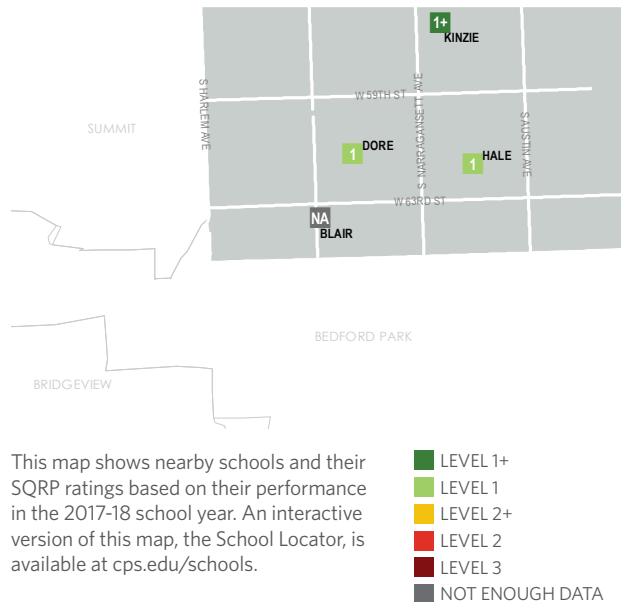 1+
KINZIE
S HARLEM AVE
W 59TH ST
S NARRAGANSETT AVE
S AUSTIN AVE
SUMMIT
1
DORE
1
HALE
W 63RD ST
NA
BLAIR
BEDFORD PARK
BRIDGEVIEW
This map shows nearby schools and their
SQRP ratings based on their performance
in the 2017-18 school year. An interactive
version of this map, the School Locator, is
available at cps.edu/schools.
LEVEL 1+
LEVEL 1
LEVEL 2+
LEVEL 2
LEVEL 3
NOT ENOUGH DATA